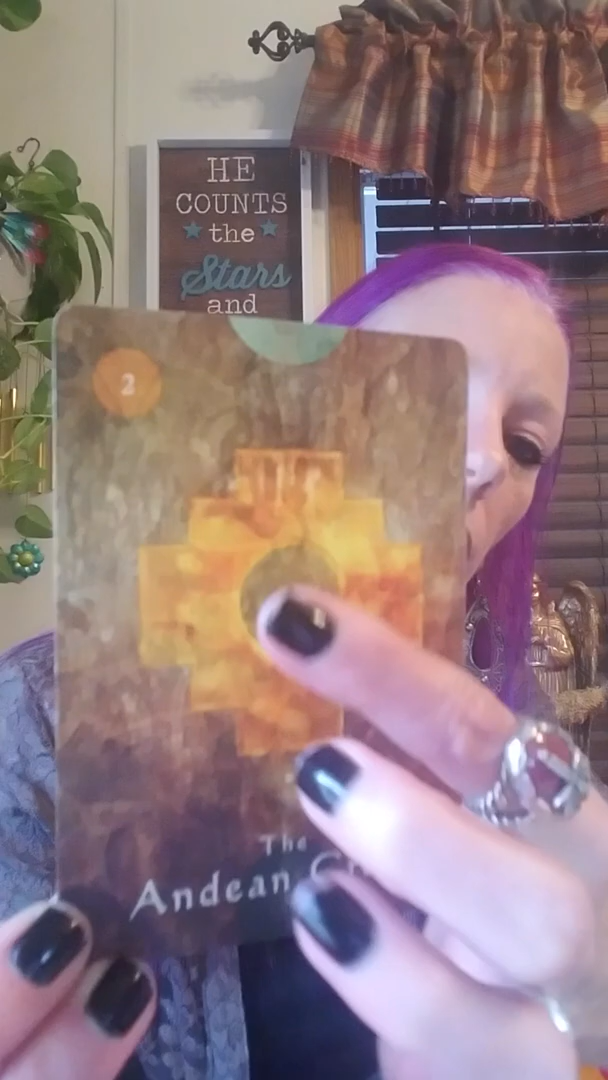 HE
COUNTS
the
Stars
and
2
The
Andean